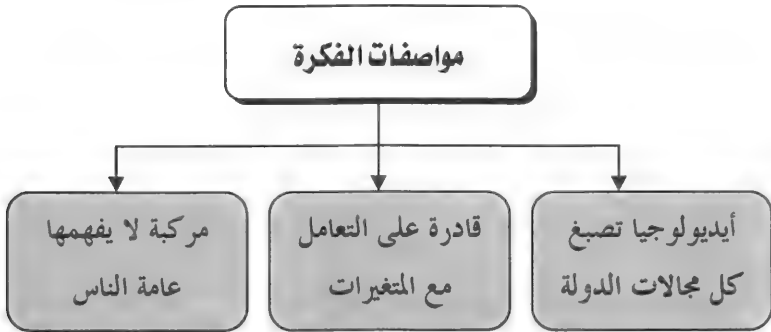 مواصفات الفكرة
أيديولوجيا تصبغ
كل مجالات الدولة
قادرة على التعامل
مع المتغيرات
مركبة لا يفهمها
عامة الناس